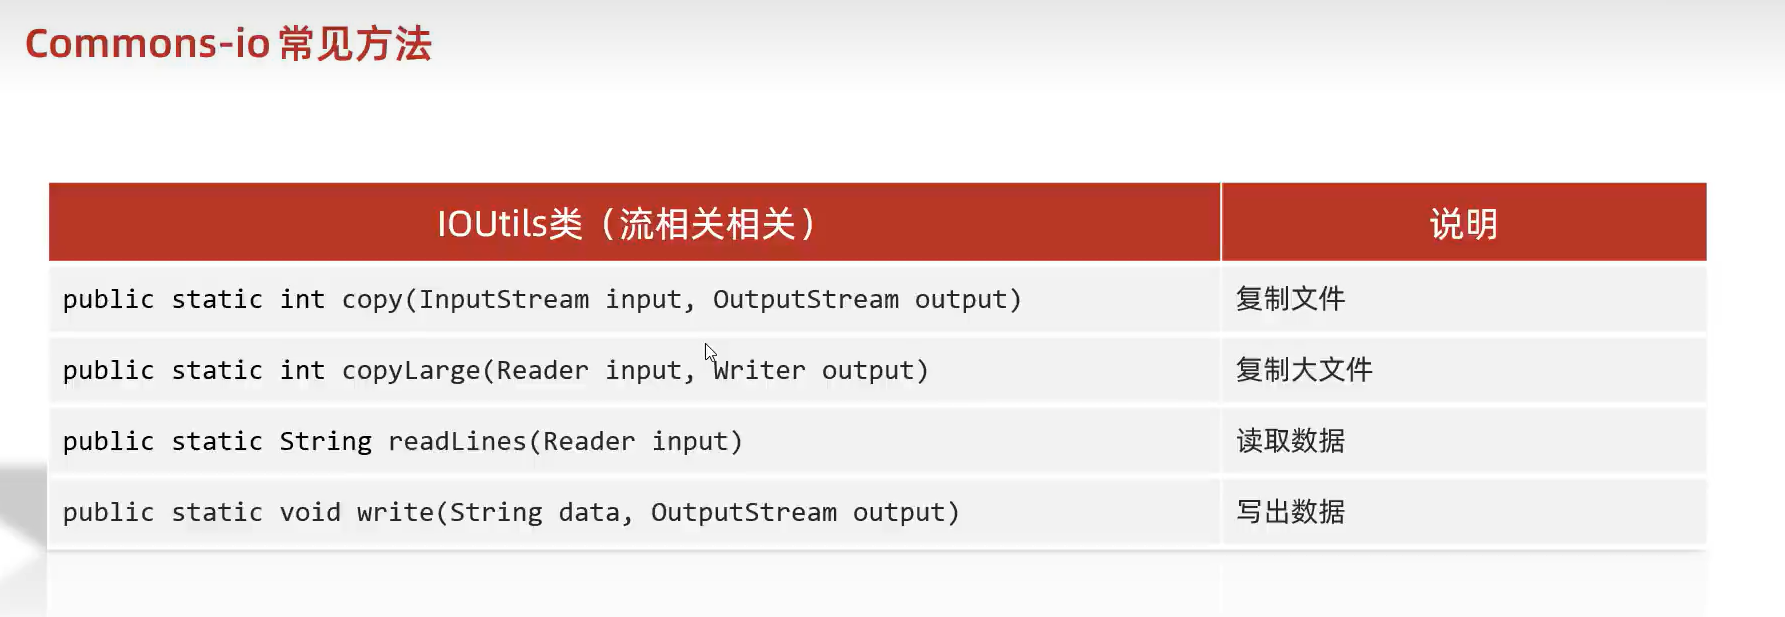 Commons-io常见方法
IOUtils类（流相关相关） 说明
public static int copy(InputStream input, OutputStream output) 复制文件
public static int copyLarge(Reader input, Writer output) 复制大文件
public static String readLines(Reader input) 读取数据
public static void write(String data, OutputStream output) 写出数据